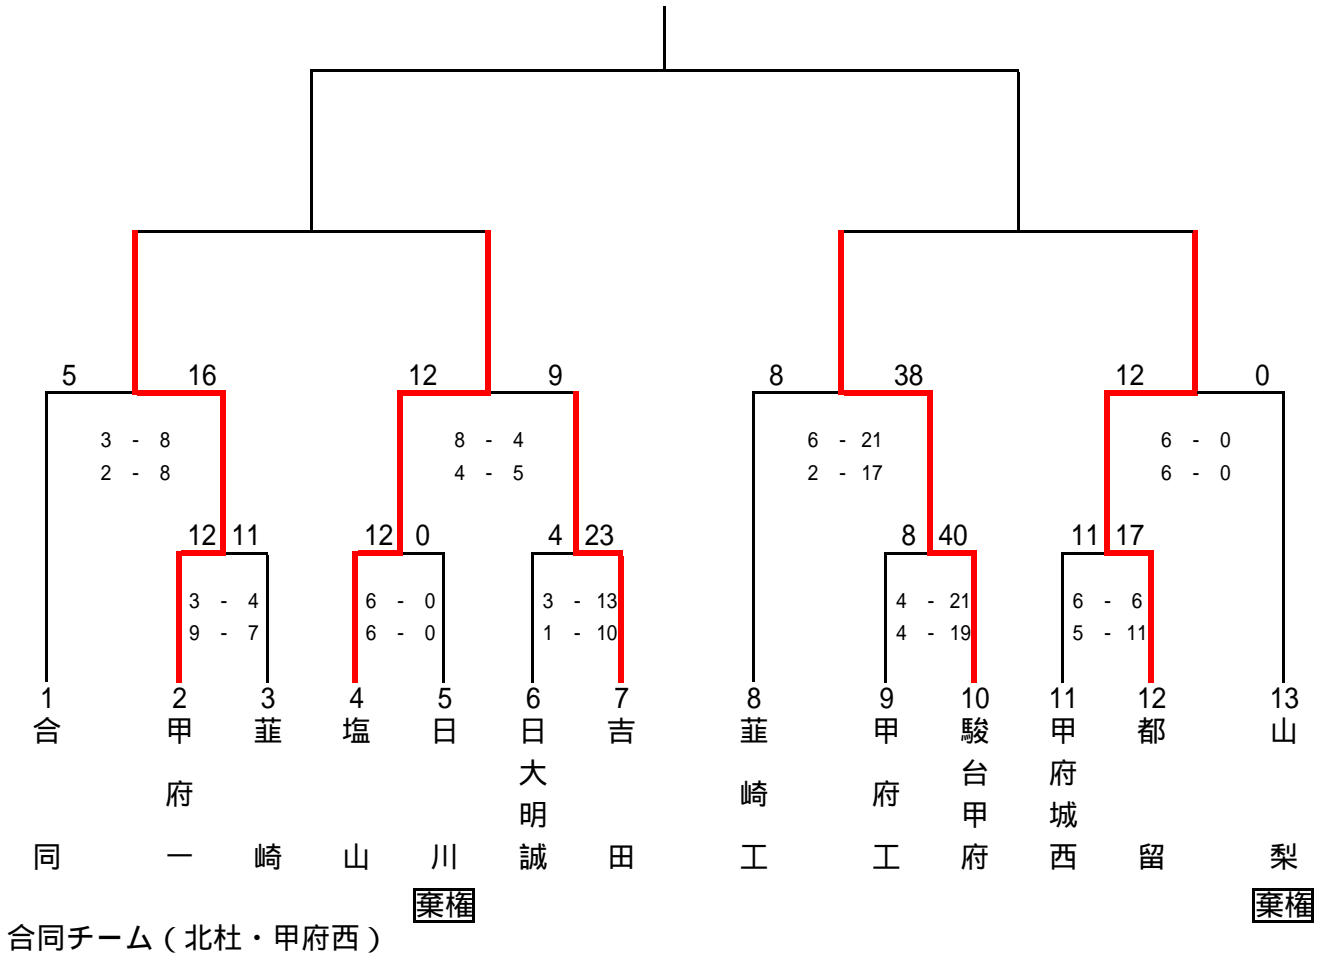 5 16 12 9 8 38 12 0
3 - 8 8 - 4 6 - 21 6 - 0
2 - 8 4 - 5 2 - 17 6 - 0
12 11 12 0 4 23 8 40 11 17
3 - 4 6 - 0 3 - 13 4 - 21 6 - 6
9 - 7 6 - 0 1 - 10 4 - 19 5 - 11
1 2 3 4 5 6 7 8 9 10 11 12 13
合同
甲府一
韮崎
塩山
日川
日大明誠
吉田
韮崎工
甲府工
駿台甲府
甲府城西
都留
山梨
棄権 棄権
合同チーム（北杜・甲府西）